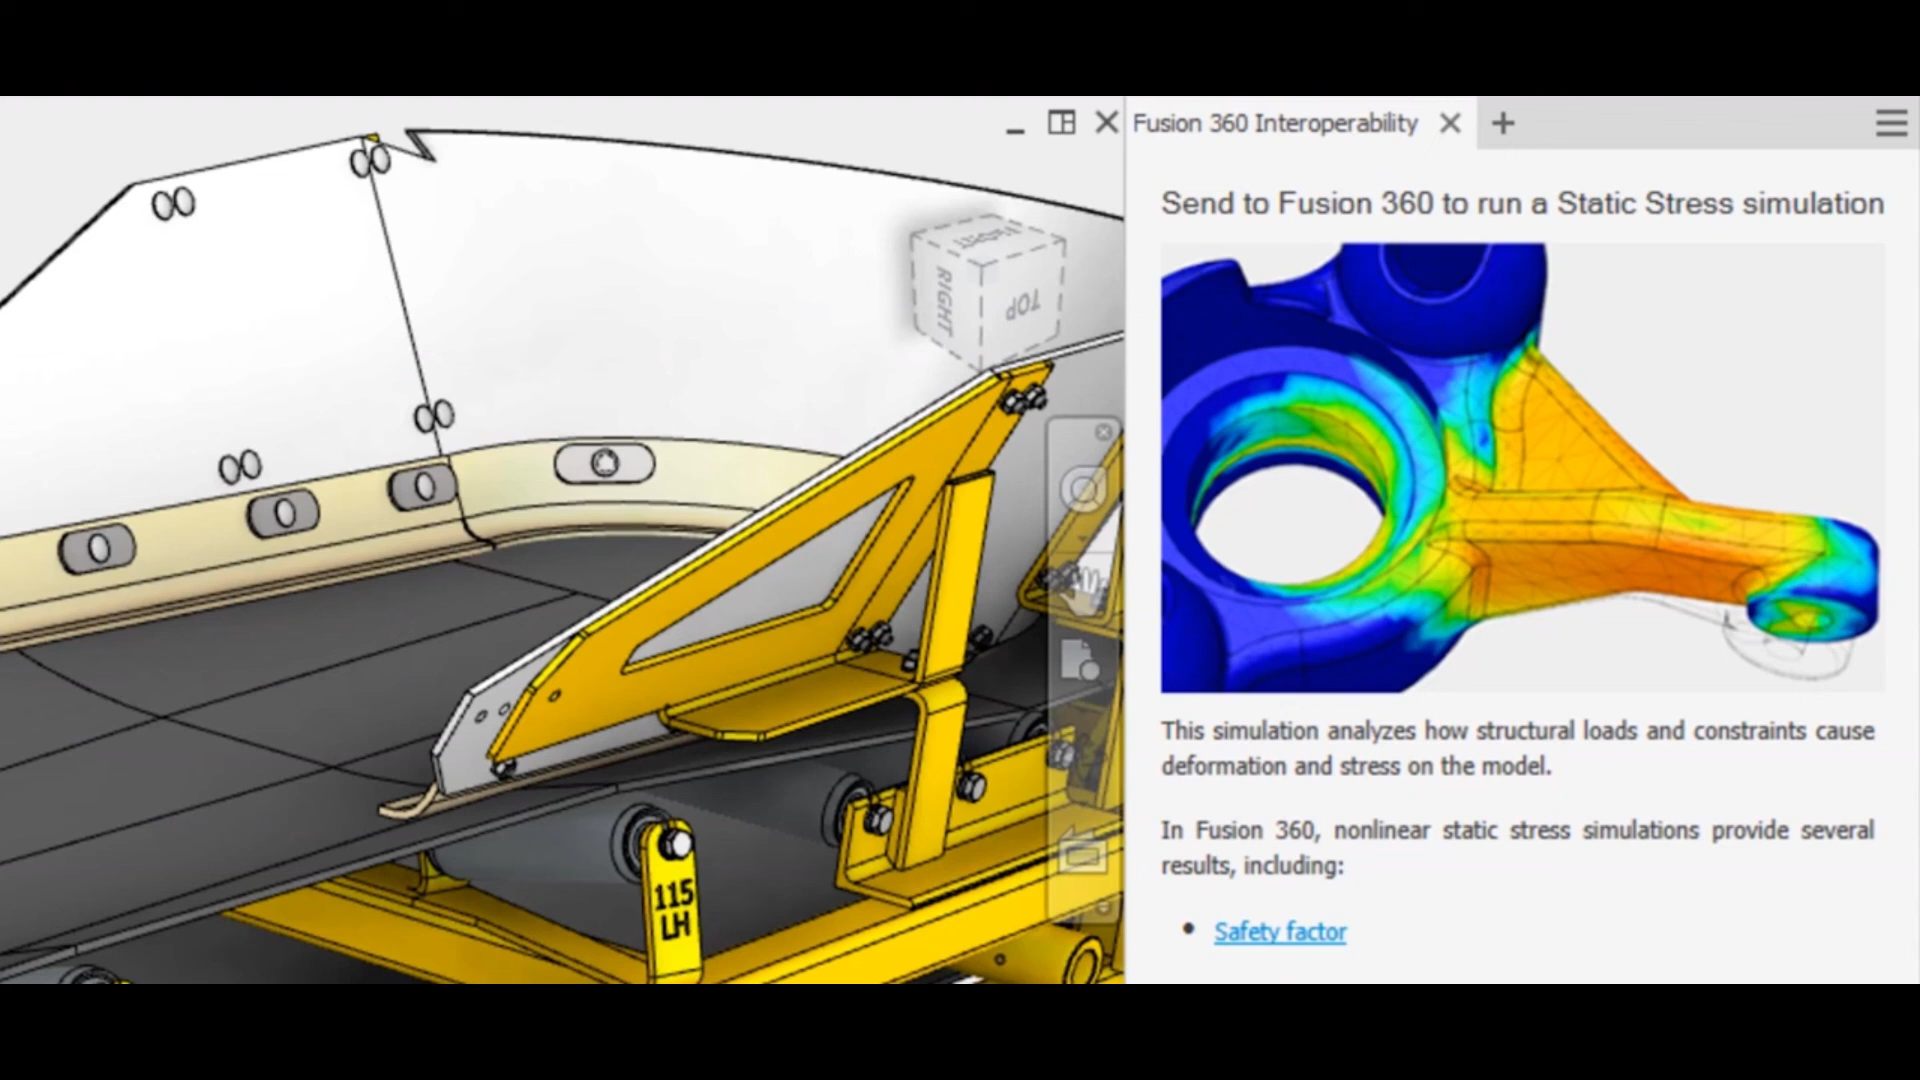 Fusion 360 Interoperability
Send to Fusion 360 to run a Static Stress simulation
RIGHT
TOP
FRONT
115
LH
This simulation analyzes how structural loads and constraints cause
deformation and stress on the model.
In Fusion 360, nonlinear static stress simulations provide several
results, including:
• Safety factor